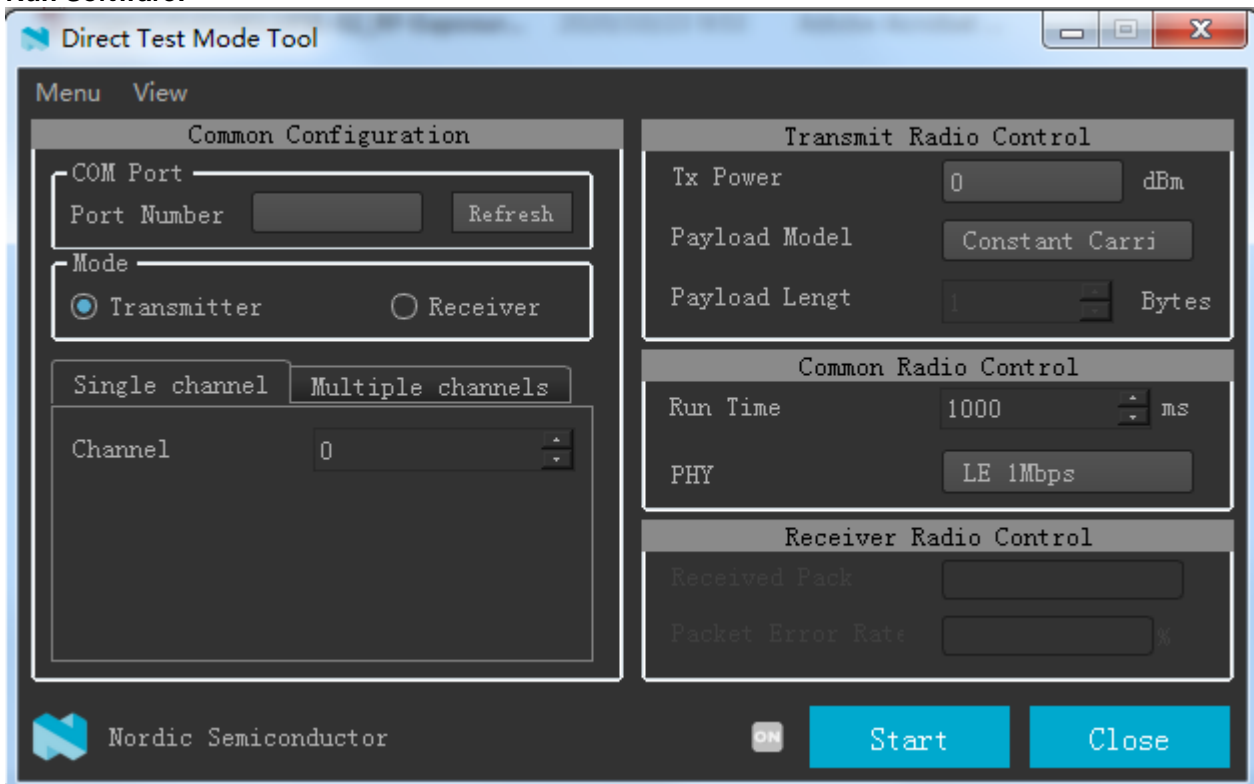 Run Software:
Direct Test Mode Tool
Menu View
Common Configuration
COM Port
Port Number Refresh
Mode
Transmitter Receiver
Single channel Multiple channels
Channel 0
Transmit Radio Control
Tx Power 0 dBm
Payload Model Constant Carri
Payload Lengt 1 Bytes
Common Radio Control
Run Time 1000 ms
PHY LE 1Mbps
Receiver Radio Control
Received Pack
Packet Error Rate %
Nordic Semiconductor ON Start Close